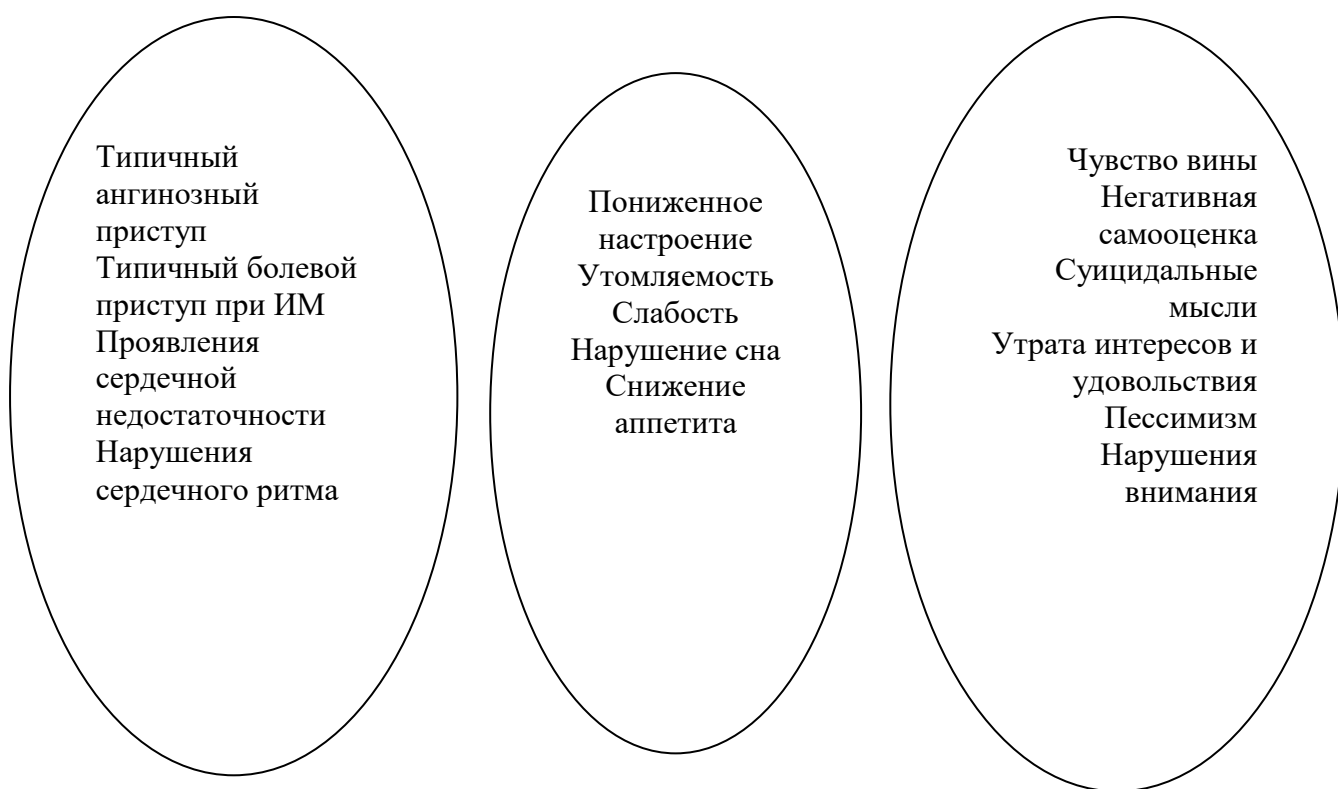 Типичный
ангинозный
приступ
Типичный болевой
приступ при ИМ
Проявления
сердечной
недостаточности
Нарушения
сердечного ритма
Пониженное
настроение
Утомляемость
Слабость
Нарушение сна
Снижение
аппетита
Чувство вины
Негативная
самооценка
Суицидальные
мысли
Утрата интересов и
удовольствия
Пессимизм
Нарушения
внимания